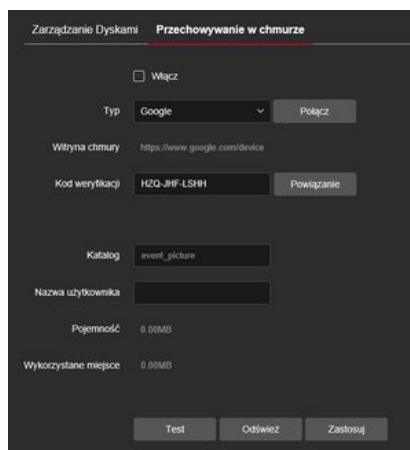 Zarządzanie Dyskami Przechowywanie w chmurze
Włącz
Typ Google Połącz
Witryna chmury https://www.google.com/device
Kod weryfikacji HZQ-JHF-LSHH Powiązanie
Katalog event_picture
Nazwa użytkownika
Pojemność 0.00MB
Wykorzystane miejsce 0.00MB
Test Odśwież Zastosuj